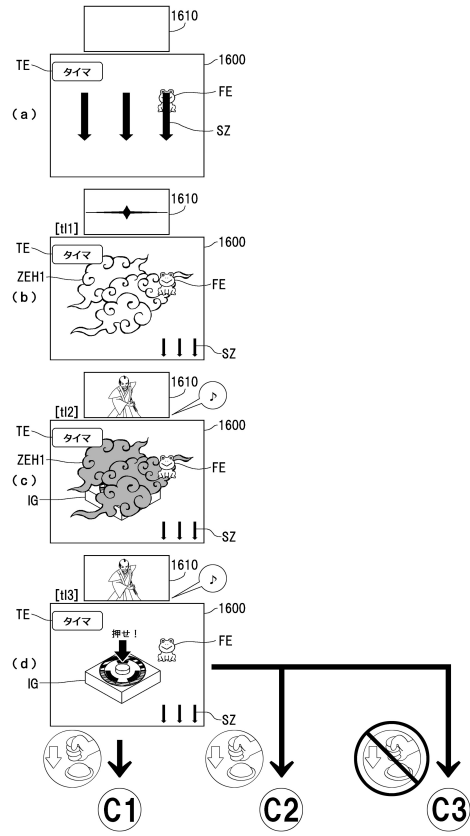 1610
1600
TE
タイマ
FE
(a)
SZ
1610
[tl1]
1600
TE
タイマ
ZEH1
FE
(b)
SZ
1610
♪
[tl2]
1600
TE
タイマ
ZEH1
FE
(c)
IG
SZ
1610
♪
[tl3]
1600
TE
タイマ
押せ!
FE
(d)
IG
SZ
C1
C2
C3